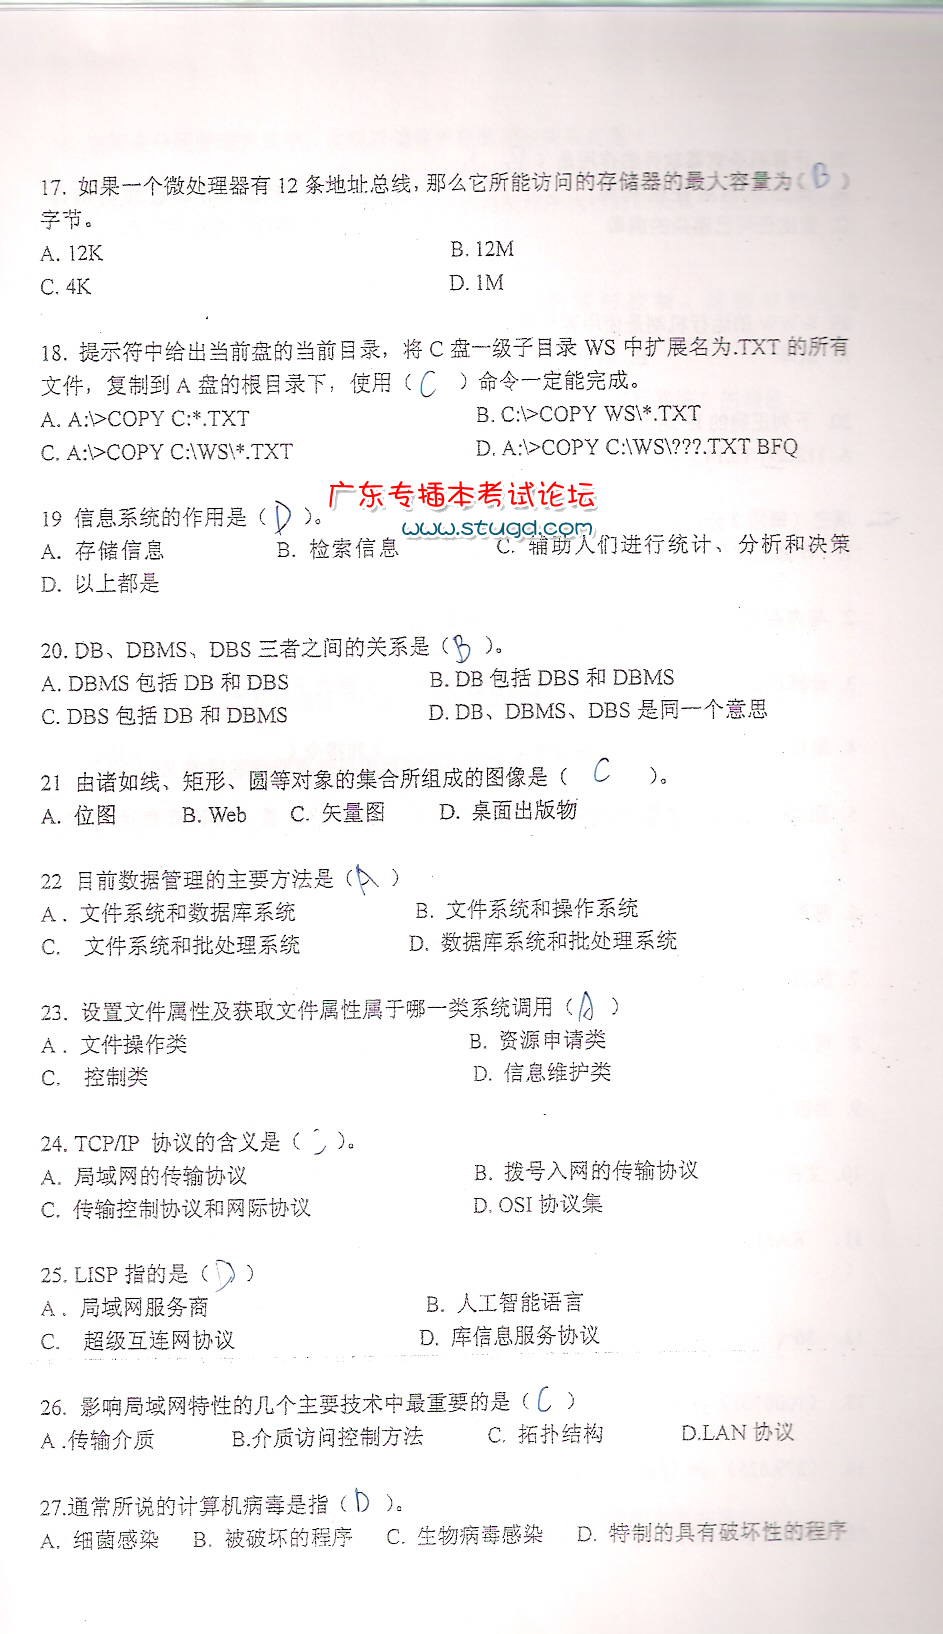 17. 如果一个微处理器有 12 条地址总线，那么它所能访问的存储器的最大容量为（ B ）
字节。
A. 12K B. 12M
C. 4K D. 1M
18. 提示符中给出当前盘的当前目录，将 C 盘一级子目录 WS 中扩展名为.TXT 的所有
文件，复制到 A 盘的根目录下，使用（ C ）命令一定能完成。
A. A:\>COPY C:*.TXT B. C:\>COPY WS\*.TXT
C. A:\>COPY C:\WS\*.TXT D. A:\>COPY C:\WS\???.TXT BFQ
广东专插本考试论坛
www.stugd.com
19 信息系统的作用是（ D ）。
A. 存储信息 B. 检索信息 C. 辅助人们进行统计、分析和决策
D. 以上都是
20. DB、DBMS、DBS 三者之间的关系是（ B ）。
A. DBMS 包括 DB 和 DBS B. DB 包括 DBS 和 DBMS
C. DBS 包括 DB 和 DBMS D. DB、DBMS、DBS 是同一个意思
21 由诸如线、矩形、圆等对象的集合所组成的图像是（ C ）。
A. 位图 B. Web C. 矢量图 D. 桌面出版物
22 目前数据管理的主要方法是（ A ）
A . 文件系统和数据库系统 B. 文件系统和操作系统
C. 文件系统和批处理系统 D. 数据库系统和批处理系统
23. 设置文件属性及获取文件属性属于哪一类系统调用（ A ）
A . 文件操作类 B. 资源申请类
C. 控制类 D. 信息维护类
24. TCP/IP 协议的含义是（ ）。
A. 局域网的传输协议 B. 拨号入网的传输协议
C. 传输控制协议和网际协议 D. OSI 协议集
25. LISP 指的是（ D ）
A . 局域网服务商 B. 人工智能语言
C. 超级互连网协议 D. 库信息服务协议
26. 影响局域网特性的几个主要技术中最重要的是（ C ）
A .传输介质 B.介质访问控制方法 C. 拓扑结构 D.LAN 协议
27.通常所说的计算机病毒是指（ D ）。
A. 细菌感染 B. 被破坏的程序 C. 生物病毒感染 D. 特制的具有破坏性的程序